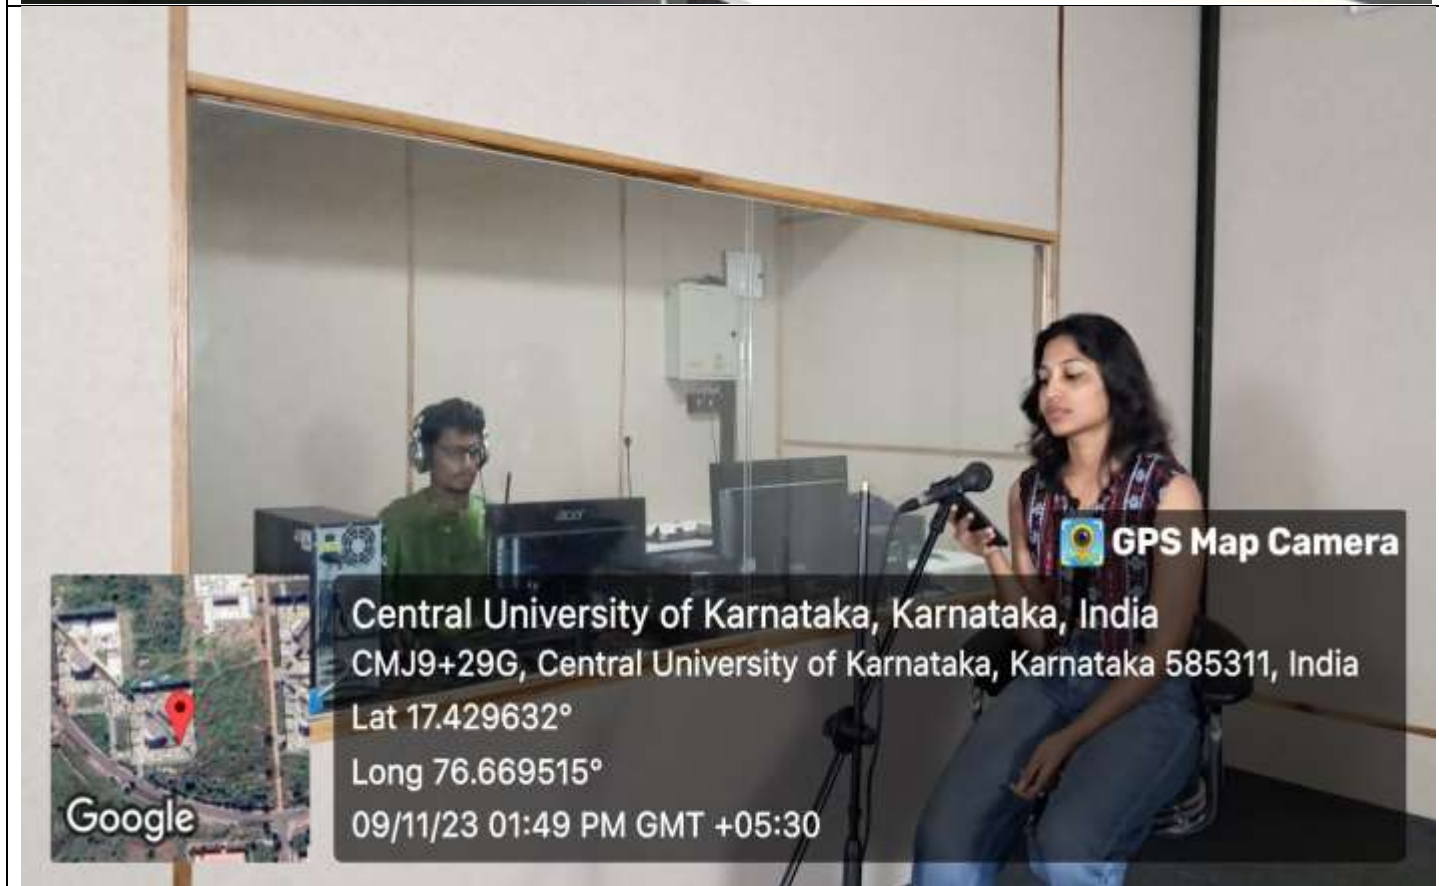 acer
GPS Map Camera
Central University of Karnataka, Karnataka, India
CMJ9+29G, Central University of Karnataka, Karnataka 585311, India
Lat 17.429632°
Long 76.669515°
09/11/23 01:49 PM GMT +05:30
Google